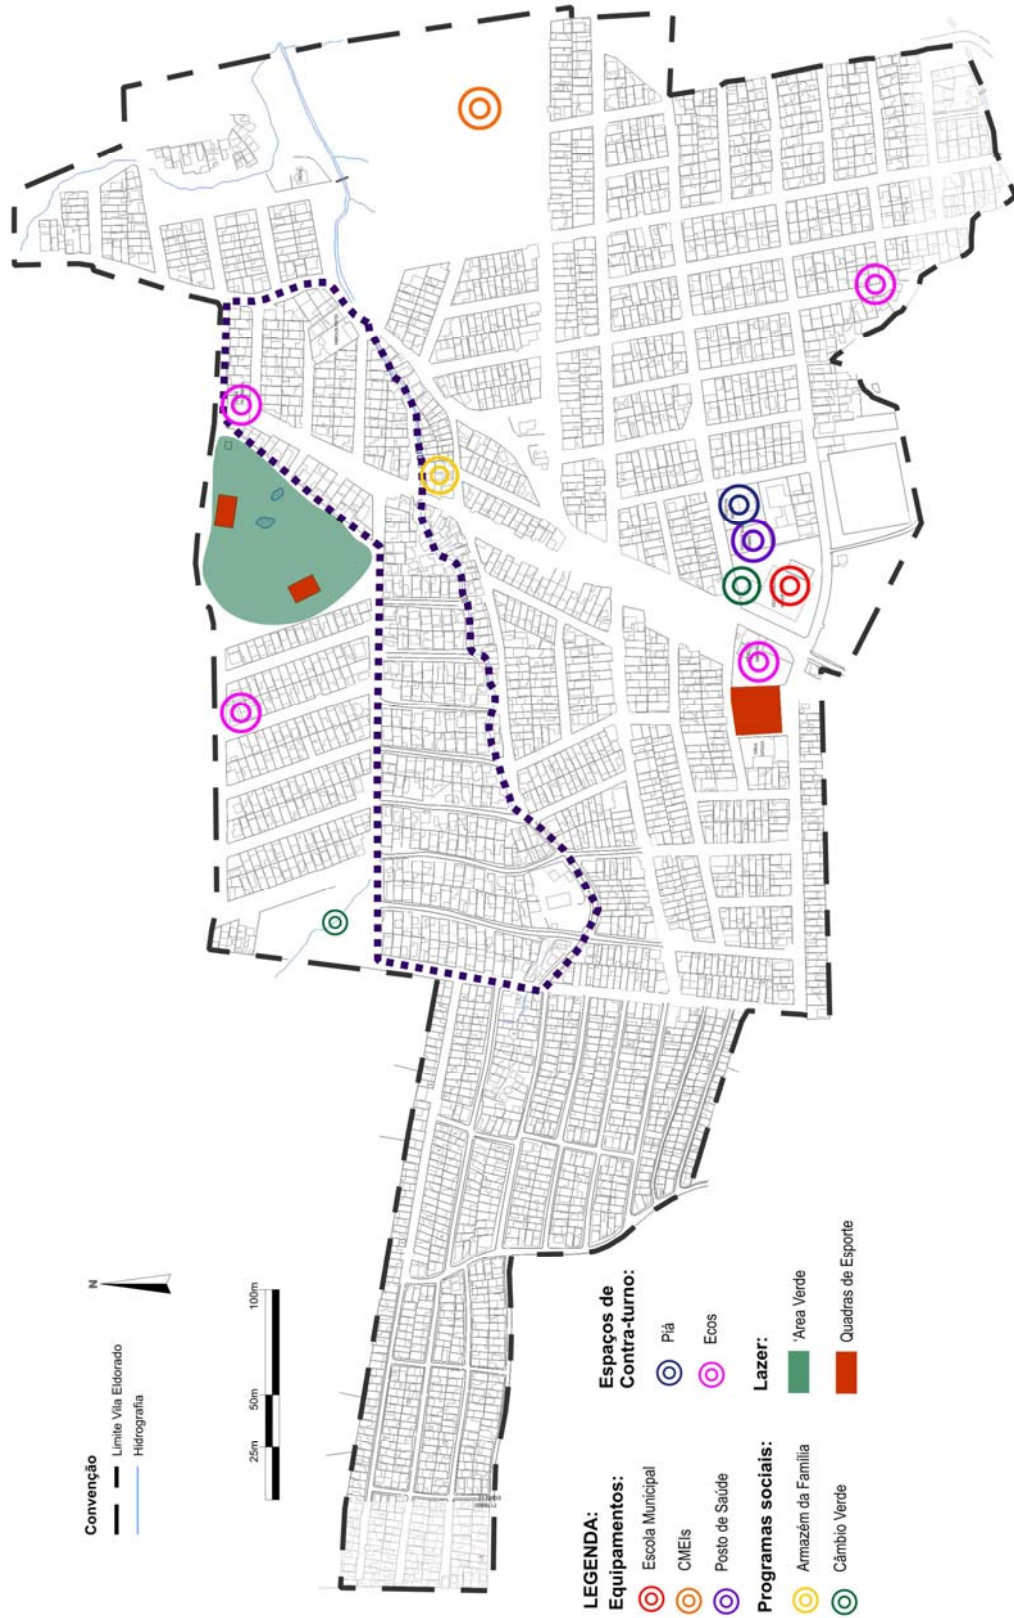 Convenção
Limite Vila Eldorado
Hidrografia
N
25m 50m 100m
LEGENDA:
Equipamentos:
Escola Municipal
CMEIs
Posto de Saúde
Programas sociais:
Armazém da Família
Câmbio Verde
Espaços de
Contra-turno:
Piá
Ecos
Lazer:
'Area Verde
Quadras de Esporte